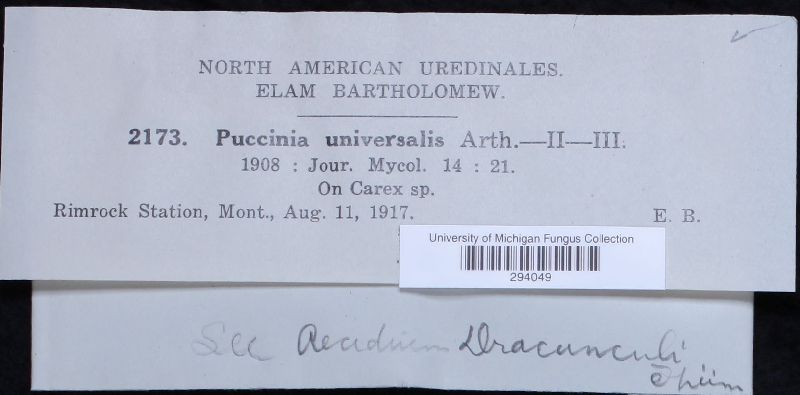 NORTH AMERICAN UREDINALES.
ELAM BARTHOLOMEW.
2173. Puccinia universalis Arth.—II—III.
1908 : Jour. Mycol. 14 : 21.
On Carex sp.
Rimrock Station, Mont., Aug. 11, 1917.
E. B.
University of Michigan Fungus Collection
294049
See Aecidium Dracunculi
Thüm